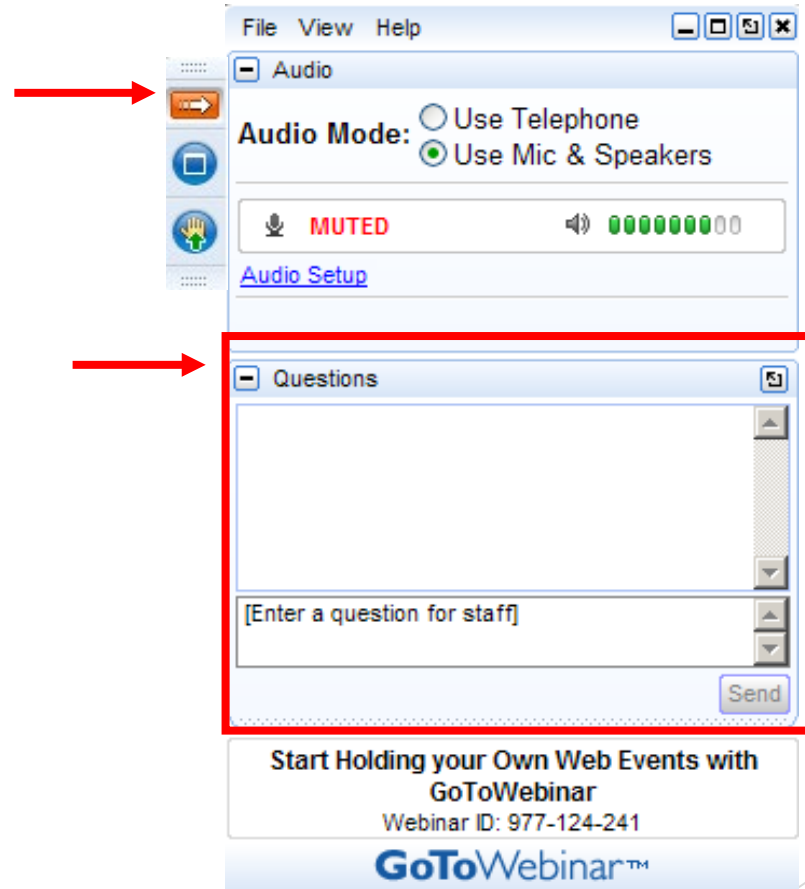 File View Help
Audio
Audio Mode:
Use Telephone
Use Mic & Speakers
MUTED
Audio Setup
Questions
[Enter a question for staff]
Send
Start Holding your Own Web Events with
GoToWebinar
Webinar ID: 977-124-241
GoToWebinar™